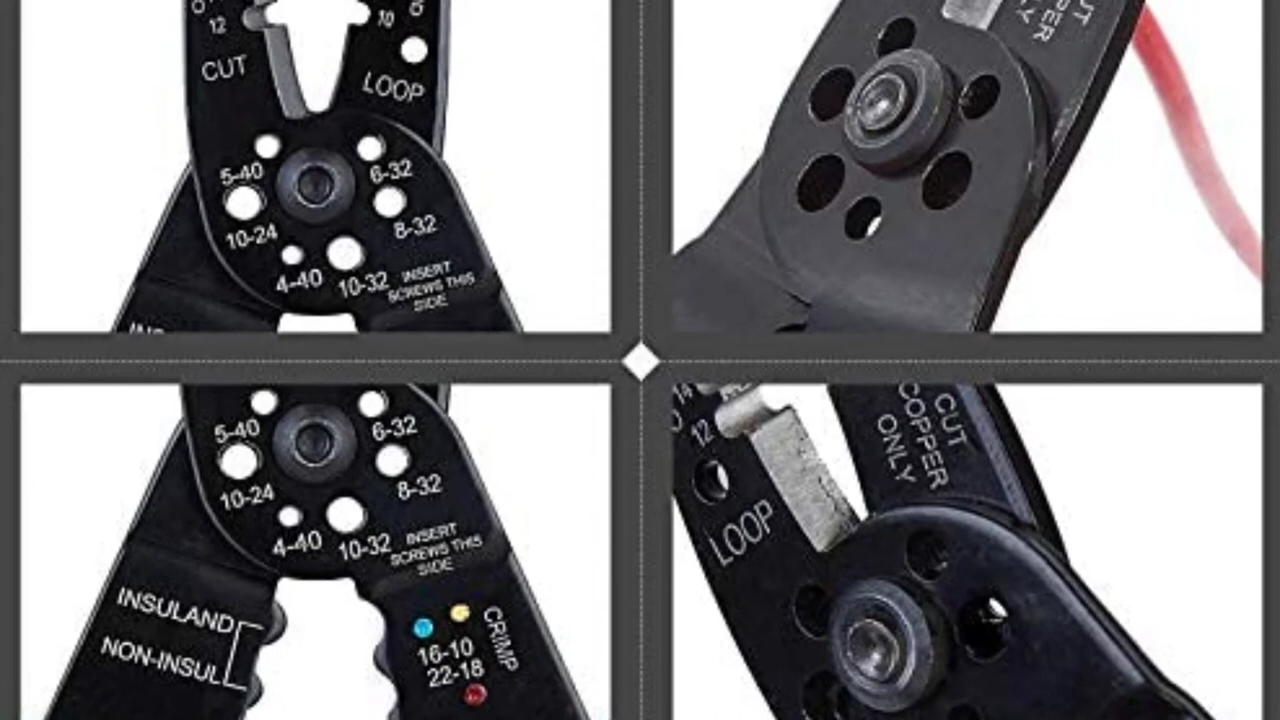 12
10
CUT
LOOP
5-40
6-32
10-24
8-32
4-40
10-32
INSERT
SCREWS THIS
SIDE
CUT
5-40
6-32
10-24
8-32
4-40
10-32
INSERT
SCREWS THIS
SIDE
INSULAND
NON-INSUL
16-10
22-18
CRIMP
14
12
LOOP
CUT
COPPER
ONLY